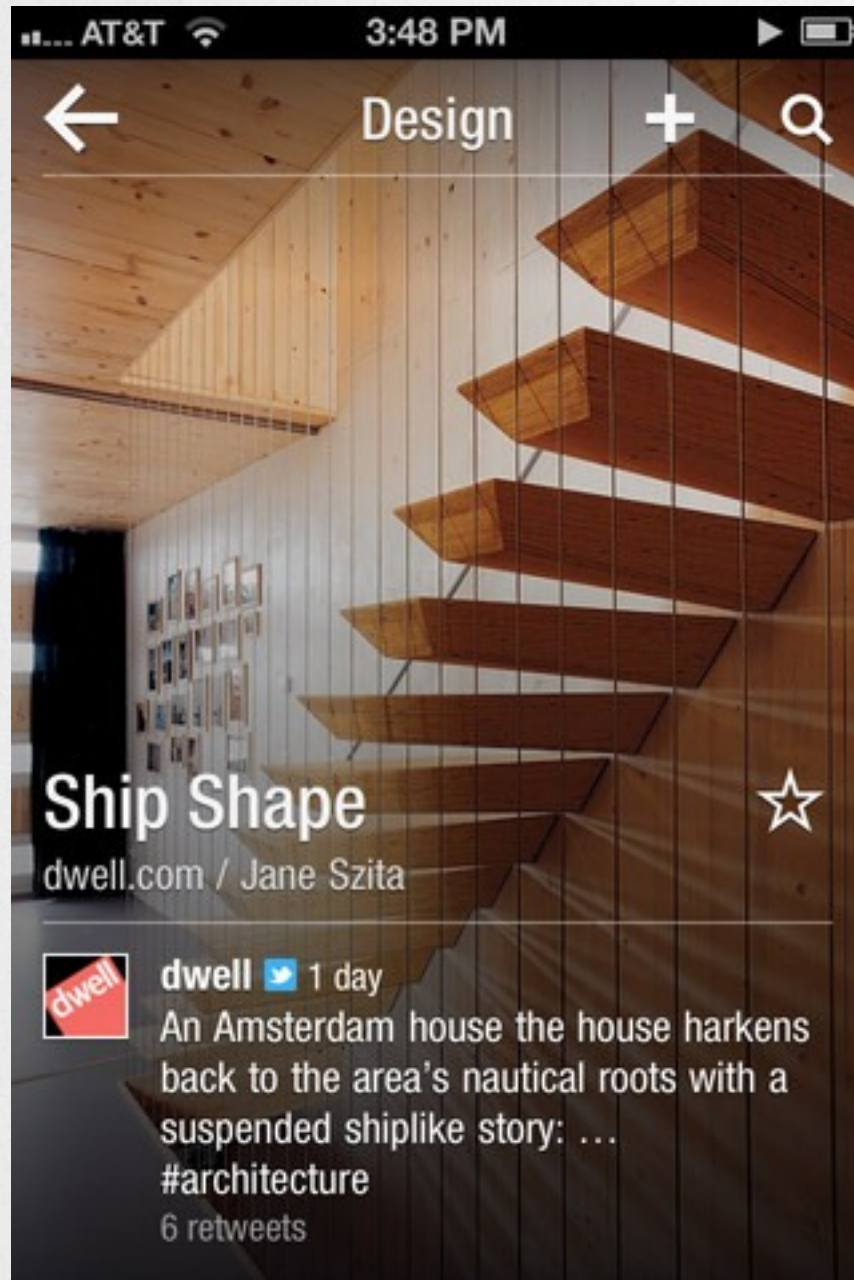 AT&T 3:48 PM
Design
Ship Shape
dwell.com / Jane Szita
dwell
dwell 1 day
An Amsterdam house the house harkens
back to the area's nautical roots with a
suspended shiplike story: ...
#architecture
6 retweets